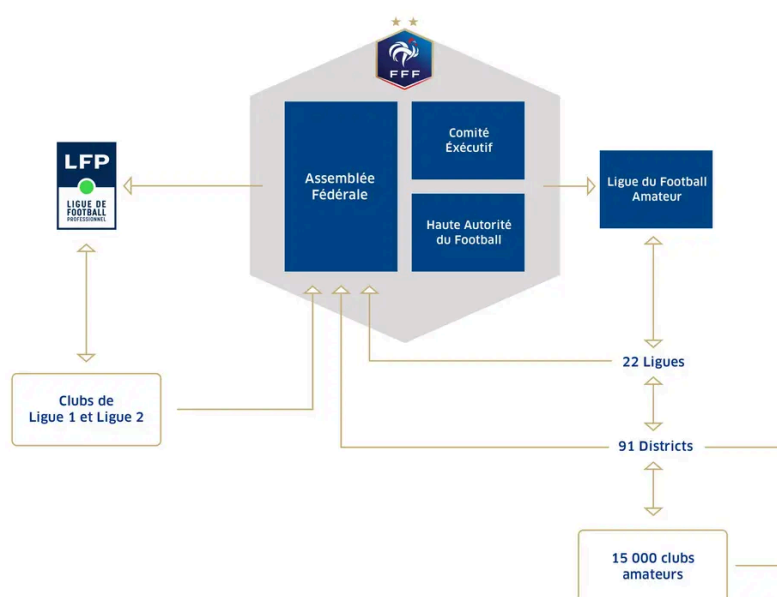 FFF
LFP
LIGUE DE
FOOTBALL
PROFESSIONNEL
Assemblée
Fédérale
Comité
Éxécutif
Haute Autorité
du Football
Ligue du Football
Amateur
22 Ligues
Clubs de
Ligue 1 et Ligue 2
91 Districts
15 000 clubs
amateurs